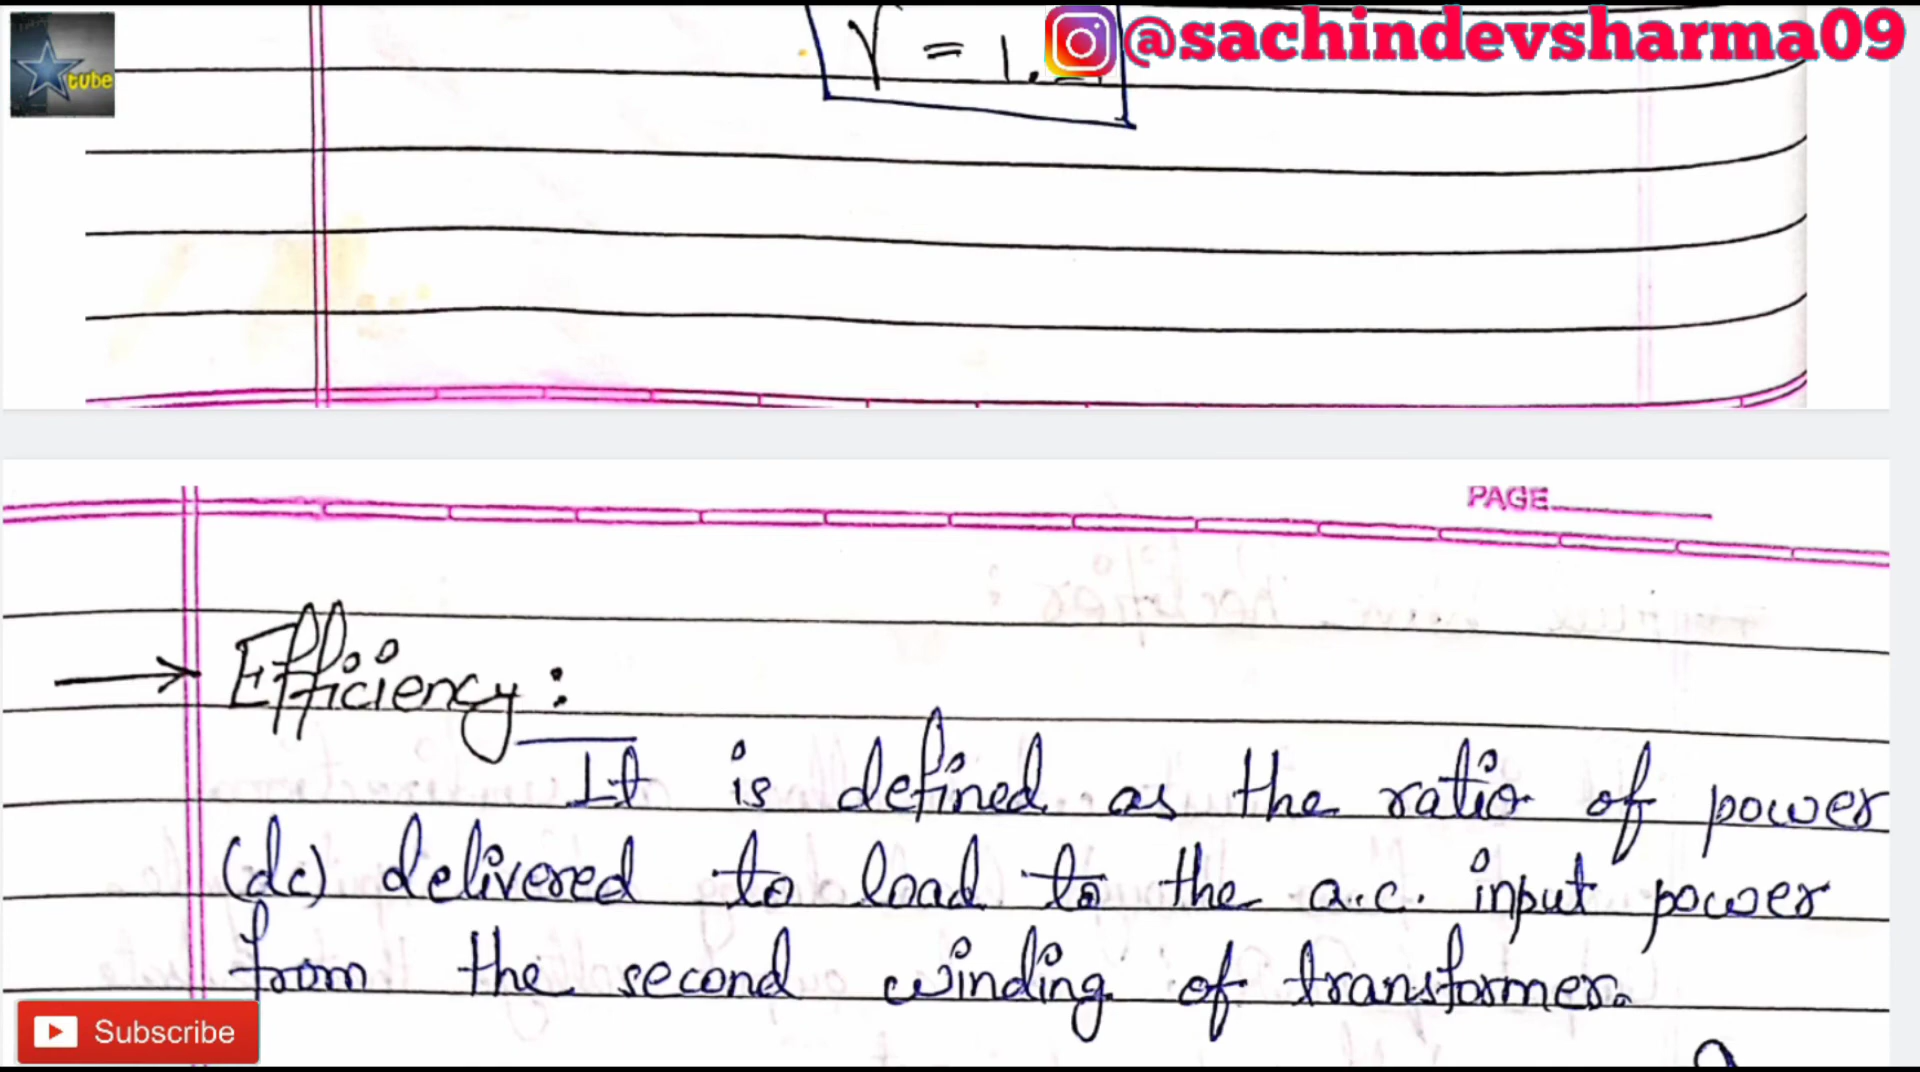 @sachindevsharma09
tube
γ = 1.
PAGE
→ Efficiency:
It is defined as the ratio of power
(dc) delivered to load to the a.c. input power
from the second winding of transformer.
Subscribe